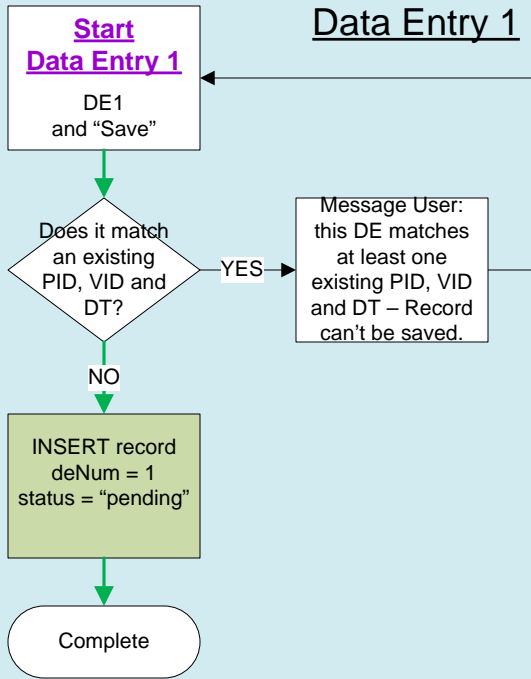 Data Entry 1
Start
Data Entry 1
DE1
and “Save”
Does it match
an existing
PID, VID and
DT?
YES
Message User:
this DE matches
at least one
existing PID, VID
and DT – Record
can’t be saved.
NO
INSERT record
deNum = 1
status = “pending”
Complete